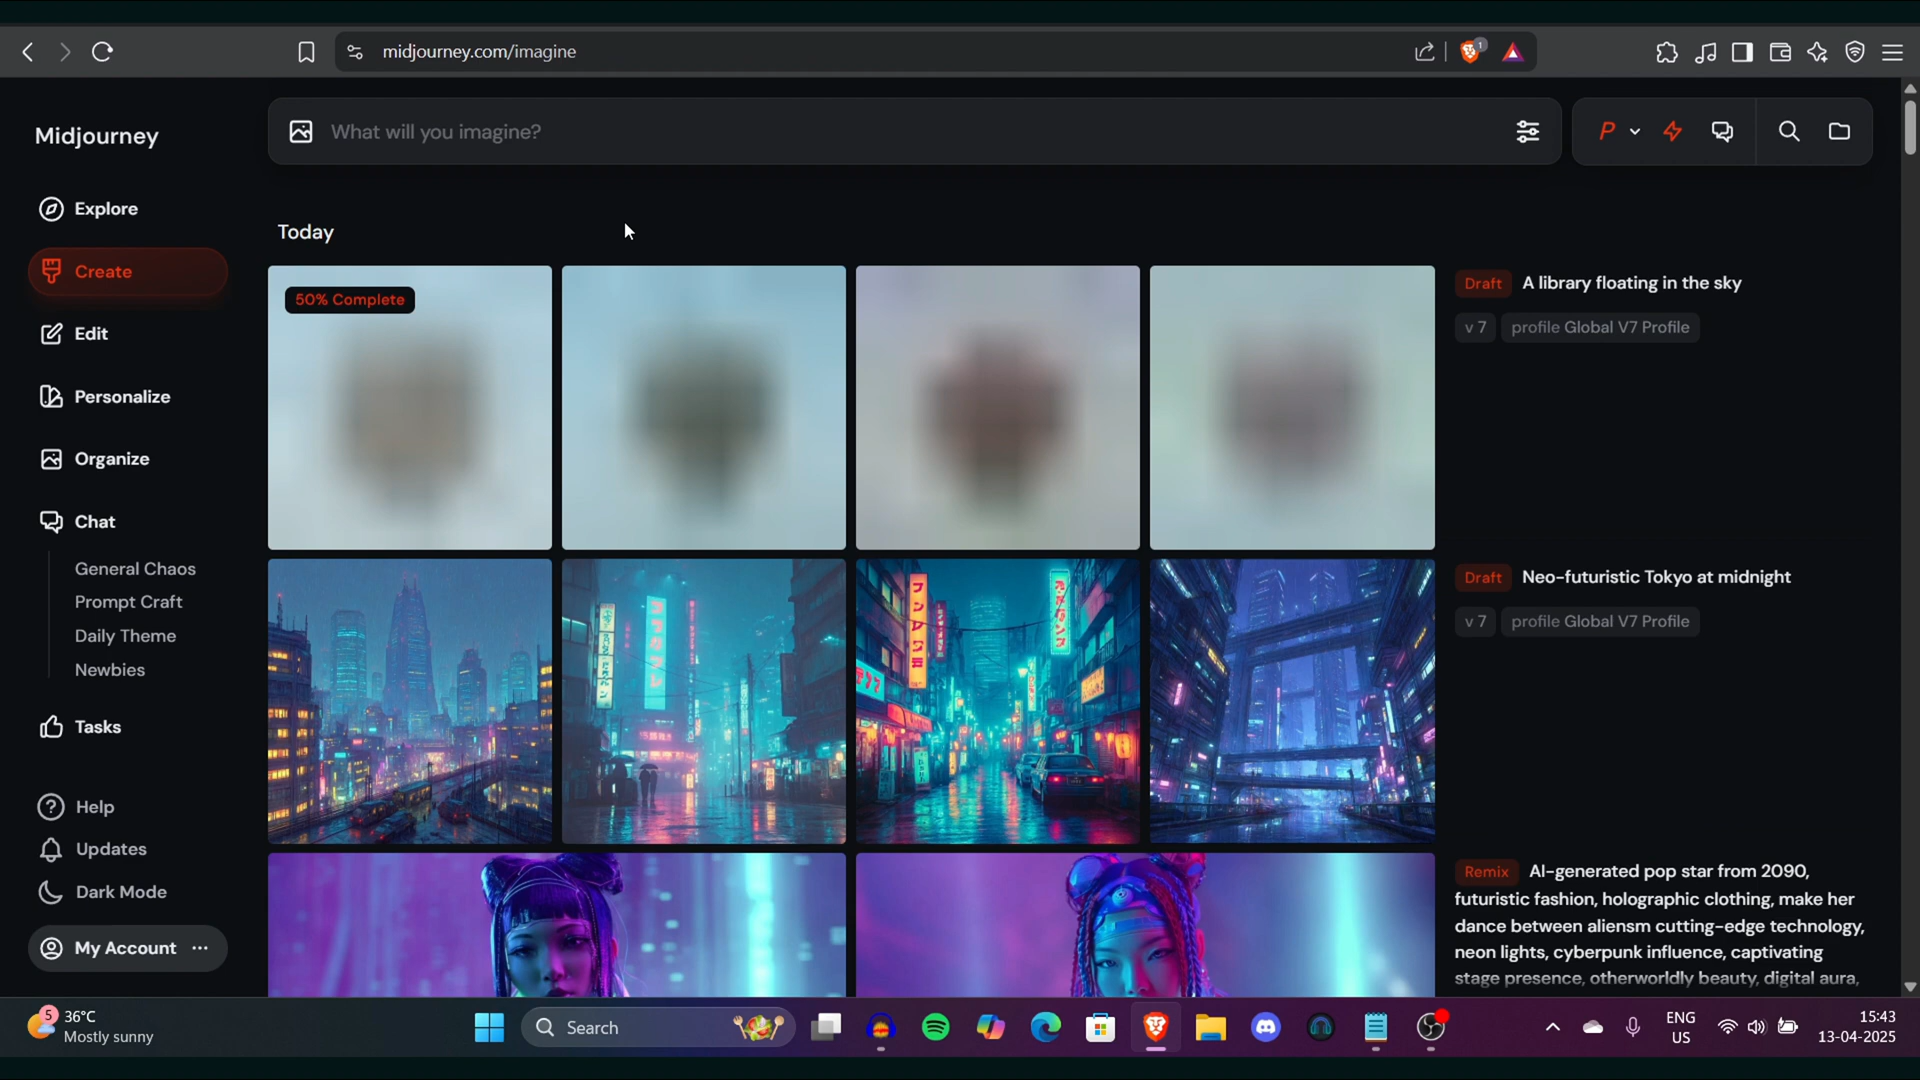 midjourney.com/imagine
1
Midjourney
What will you imagine?
P
Explore
Create
Edit
Personalize
Organize
Chat
General Chaos
Prompt Craft
Daily Theme
Newbies
Tasks
Help
Updates
Dark Mode
My Account
Today
50% Complete
Draft A library floating in the sky
v 7 profile Global V7 Profile
Draft Neo-futuristic Tokyo at midnight
v 7 profile Global V7 Profile
Remix AI-generated pop star from 2090,
futuristic fashion, holographic clothing, make her
dance between aliensm cutting-edge technology,
neon lights, cyberpunk influence, captivating
stage presence, otherworldly beauty, digital aura,
5
36°C
Mostly sunny
Search
ENG
US
15:43
13-04-2025